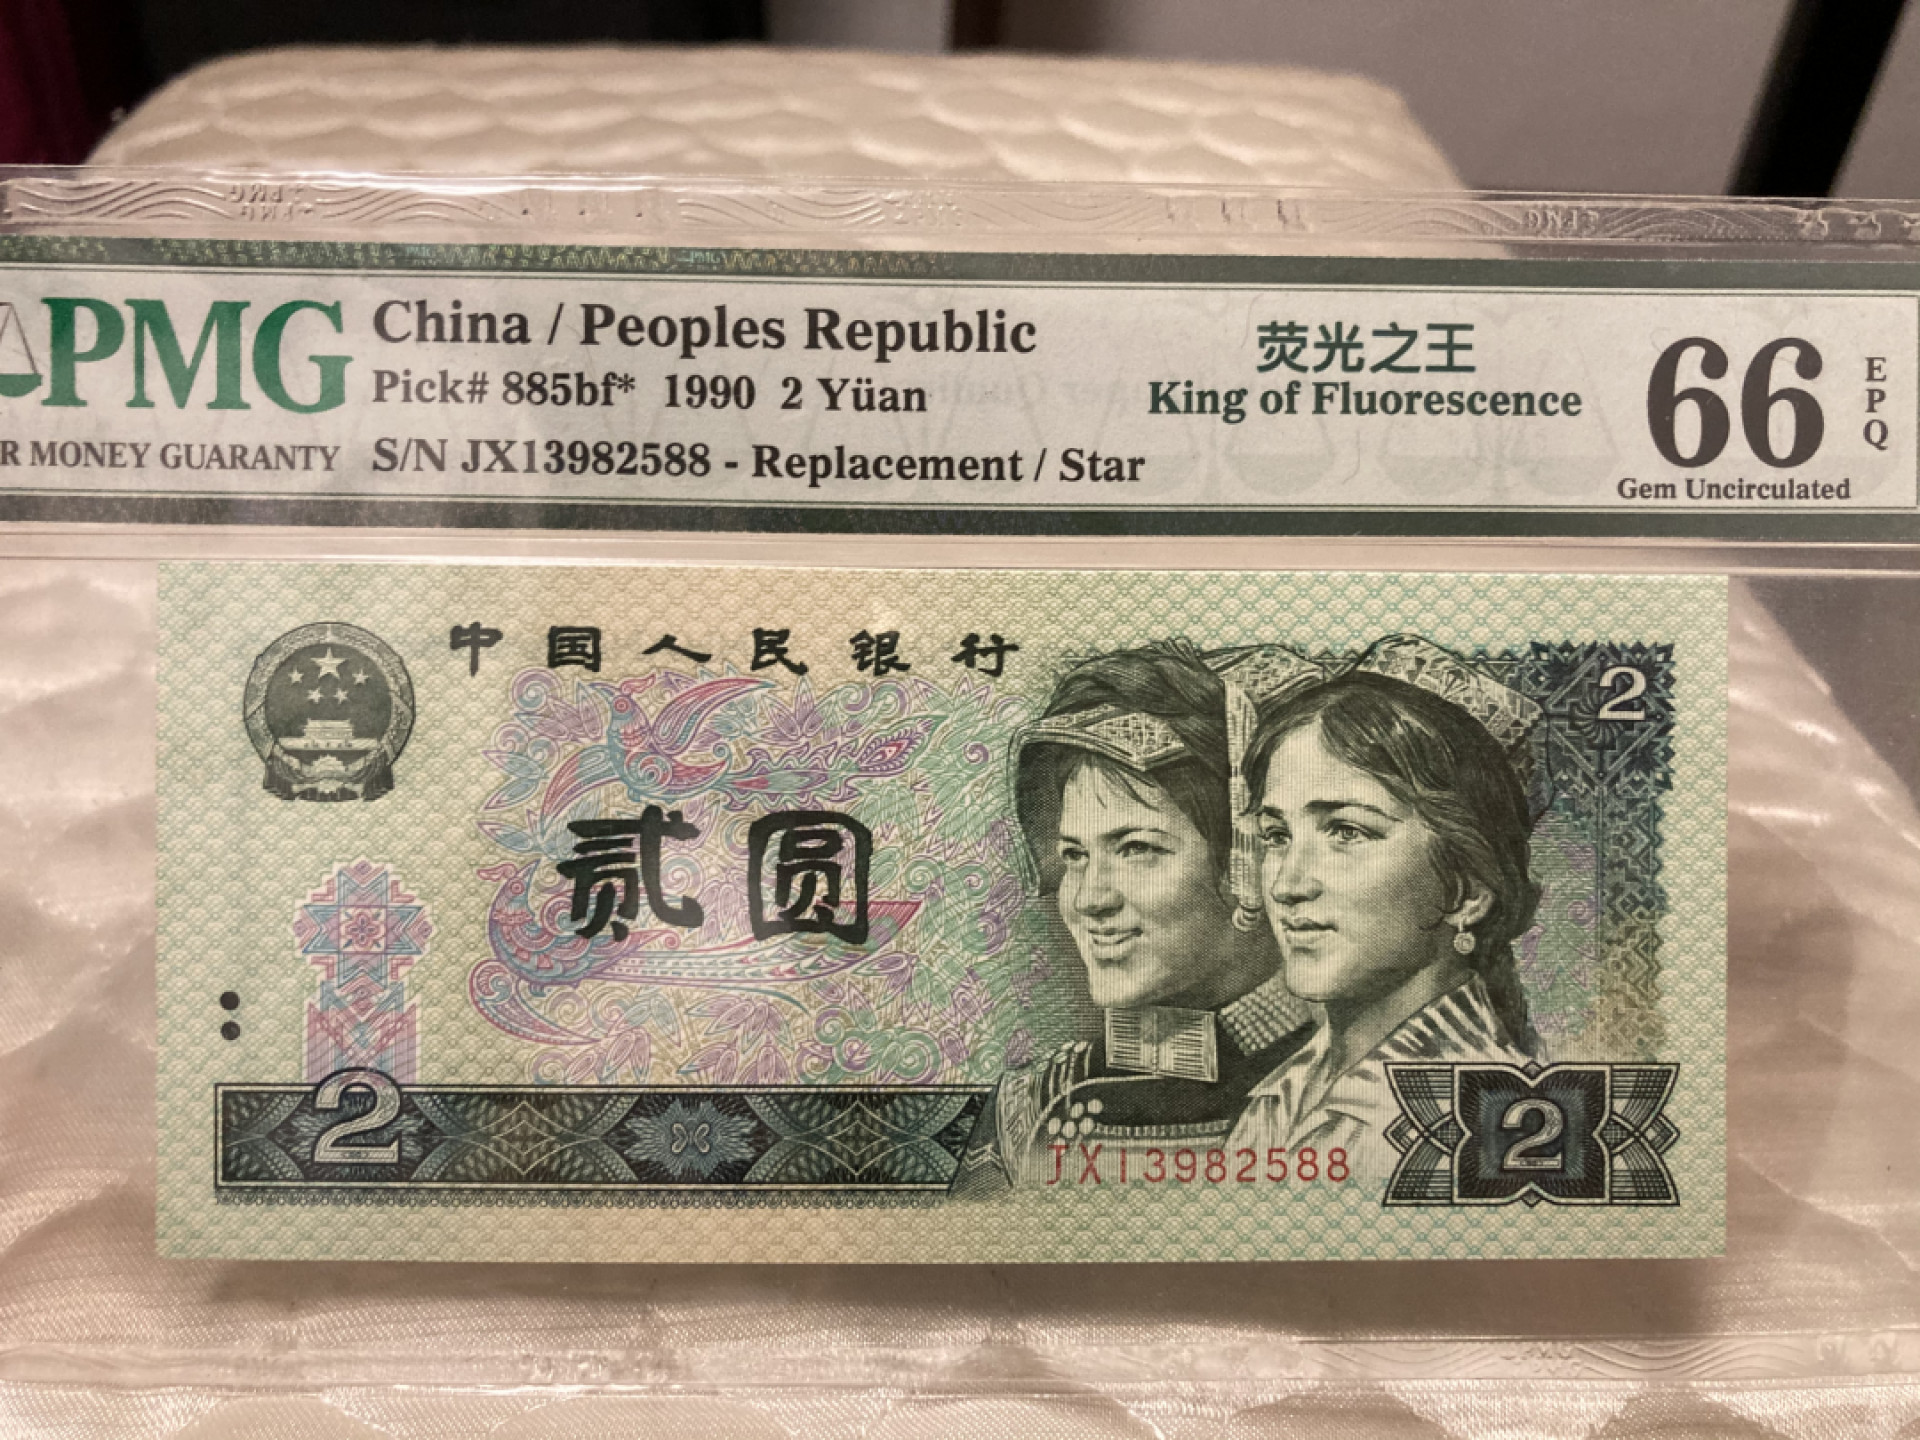 PMG
R MONEY GUARANTY
China / Peoples Republic
Pick# 885bf* 1990 2 Yüan
S/N JX13982588 - Replacement / Star
荧光之王
King of Fluorescence
66
EPQ
Gem Uncirculated
中国人民银行
2
贰圆
2
JX13982588
2